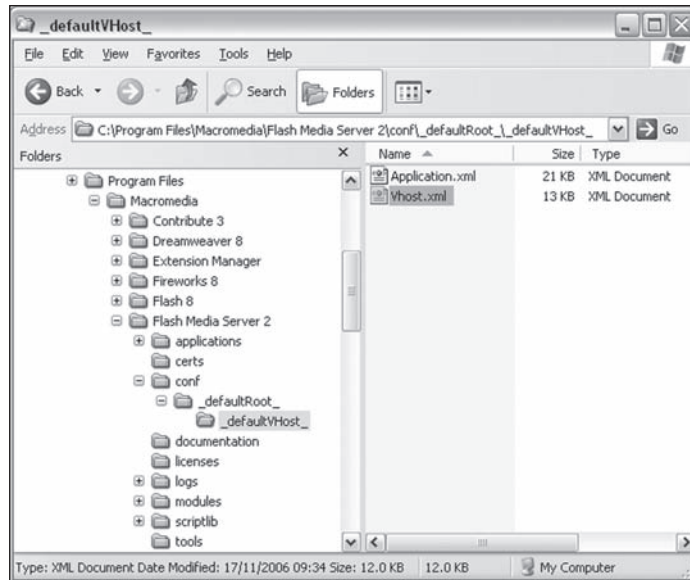 _defaultVHost_
File Edit View Favorites Tools Help
Back Search Folders
Address C:\Program Files\Macromedia\Flash Media Server 2\conf\_defaultRoot_\_defaultVHost_ Go
Folders
Name Size Type
Program Files
Macromedia
Contribute 3
Dreamweaver 8
Extension Manager
Fireworks 8
Flash 8
Flash Media Server 2
applications
certs
conf
_defaultRoot_
_defaultVHost_
documentation
licenses
logs
modules
scriptlib
tools
Application.xml 21 KB XML Document
Vhost.xml 13 KB XML Document
Type: XML Document Date Modified: 17/11/2006 09:34 Size: 12.0 KB 12.0 KB My Computer